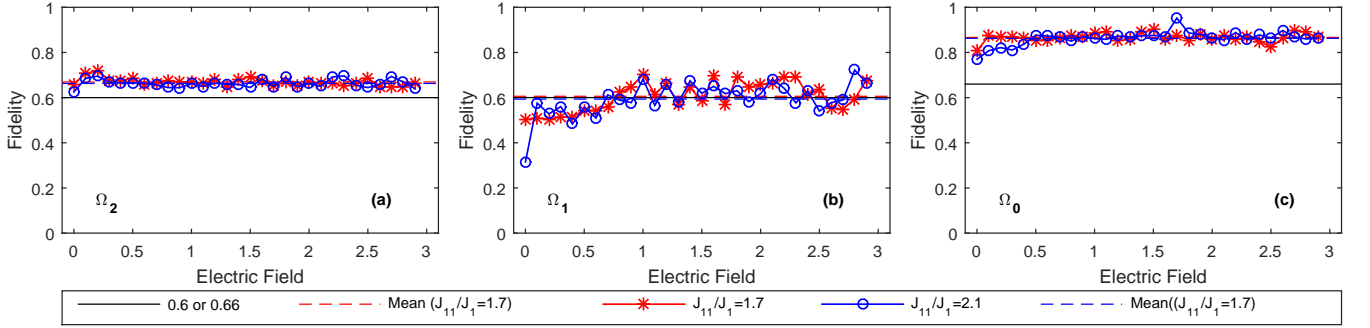 1
0.8
0.6
0.4
0.2
0
Fidelity
Ω2
(a)
0 0.5 1 1.5 2 2.5 3
Electric Field
1
0.8
0.6
0.4
0.2
0
Fidelity
Ω1
(b)
0 0.5 1 1.5 2 2.5 3
Electric Field
1
0.8
0.6
0.4
0.2
0
Fidelity
Ω0
(c)
0 0.5 1 1.5 2 2.5 3
Electric Field
0.6 or 0.66 Mean (J11/J1=1.7) J11/J1=1.7 J11/J1=2.1 Mean((J11/J1=1.7)